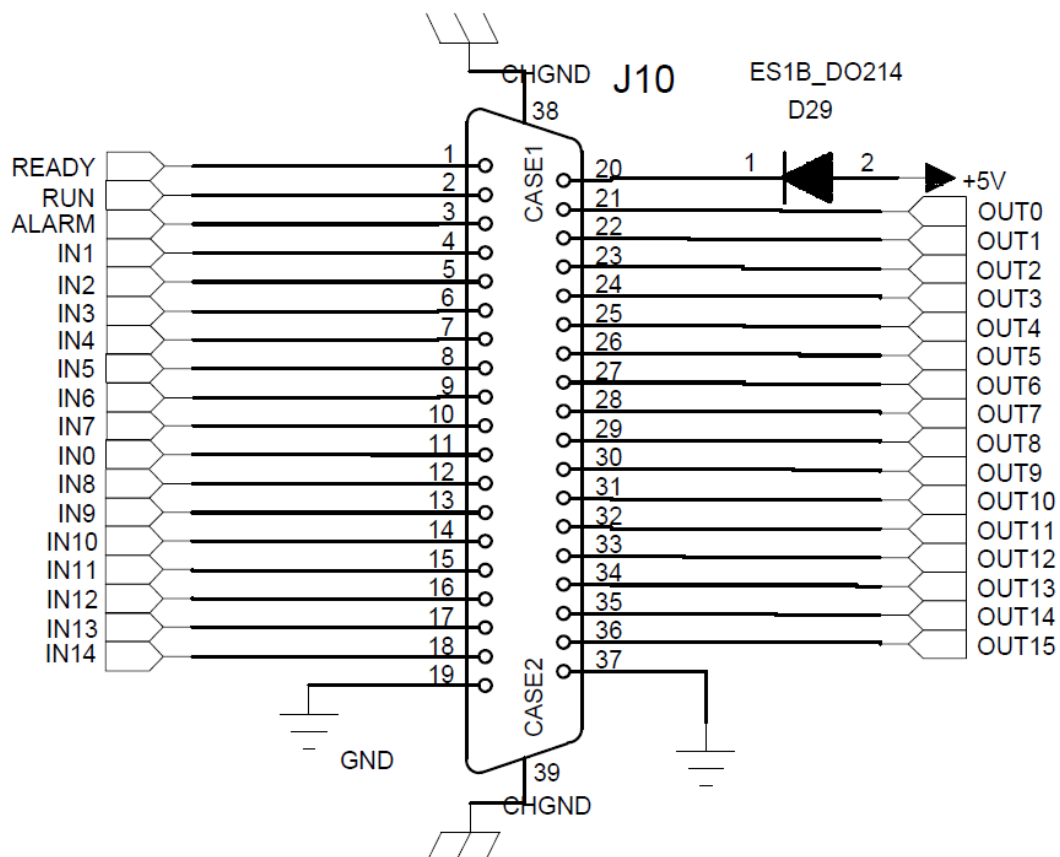 CHGND
J10
ES1B_DO214
D29
38
READY 1
RUN 2
ALARM 3
IN1 4
IN2 5
IN3 6
IN4 7
IN5 8
IN6 9
IN7 10
IN0 11
IN8 12
IN9 13
IN10 14
IN11 15
IN12 16
IN13 17
IN14 18
19
GND
CASE1
CASE2
20 1 2 +5V
21 OUT0
22 OUT1
23 OUT2
24 OUT3
25 OUT4
26 OUT5
27 OUT6
28 OUT7
29 OUT8
30 OUT9
31 OUT10
32 OUT11
33 OUT12
34 OUT13
35 OUT14
36 OUT15
37
39
CHGND